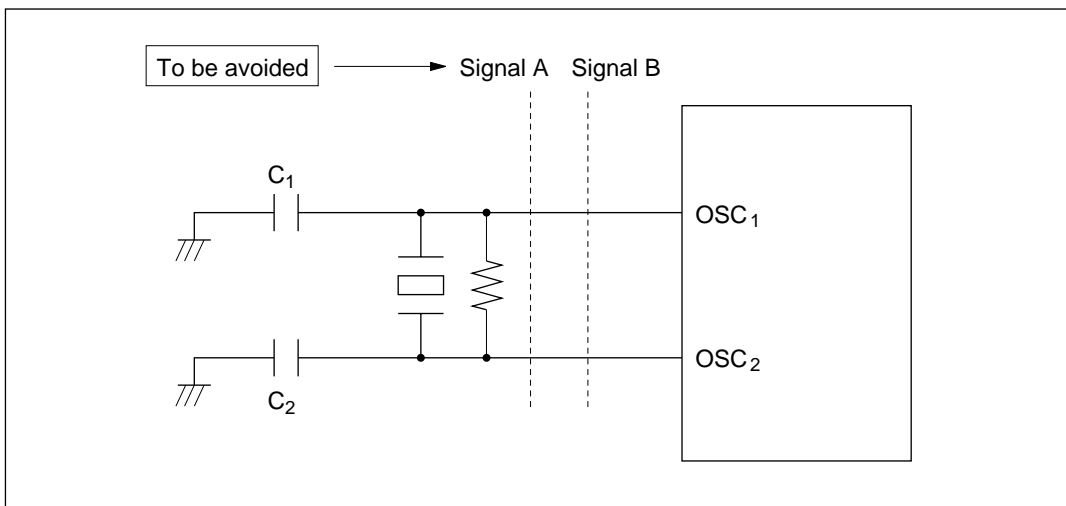 To be avoided
Signal A Signal B
C1
OSC1
OSC2
C2